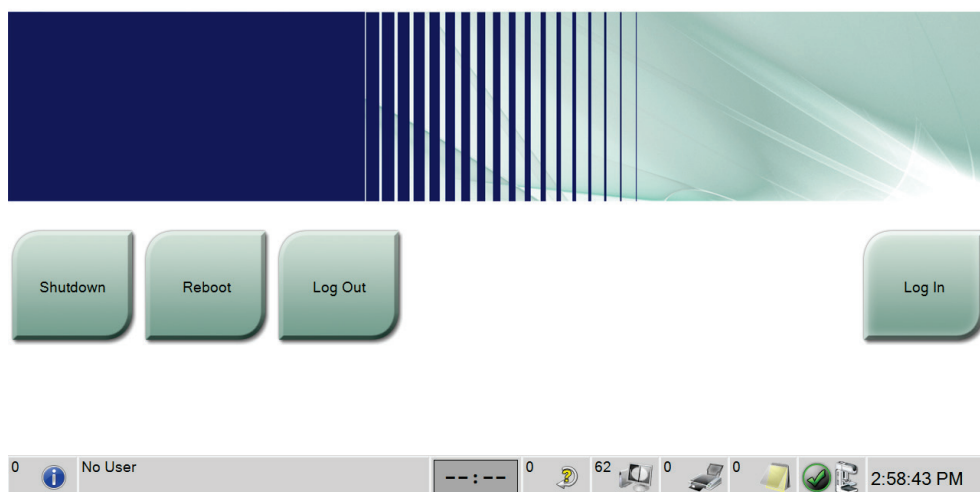 Shutdown
Reboot
Log Out
Log In
0
No User
--:--
0
62
0
0
2:58:43 PM